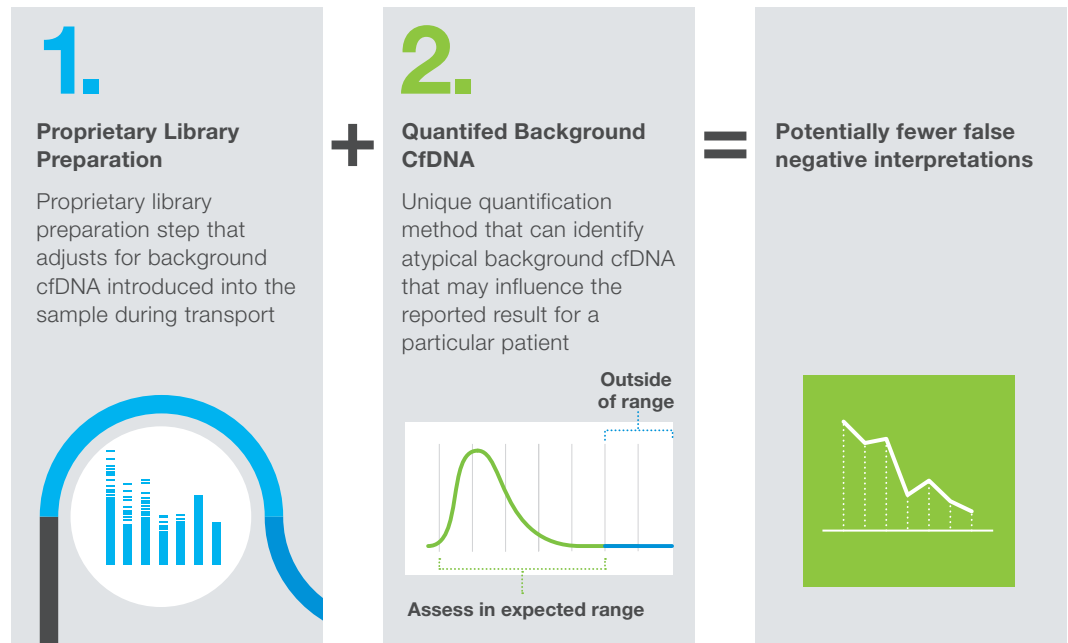 1.
Proprietary Library
Preparation
Proprietary library
preparation step that
adjusts for background
cfDNA introduced into the
sample during transport
+
2.
Quantifed Background
CfDNA
Unique quantification
method that can identify
atypical background cfDNA
that may influence the
reported result for a
particular patient
Outside
of range
Assess in expected range
=
Potentially fewer false
negative interpretations